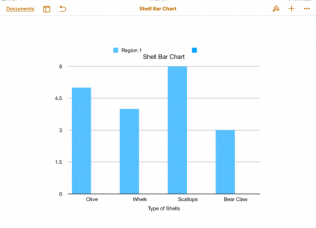 Documents
Shell Bar Chart
Region 1
Shell Bar Chart
6
4.5
3
1.5
0
Olive Whelk Scallops Bear Claw
Type of Shells